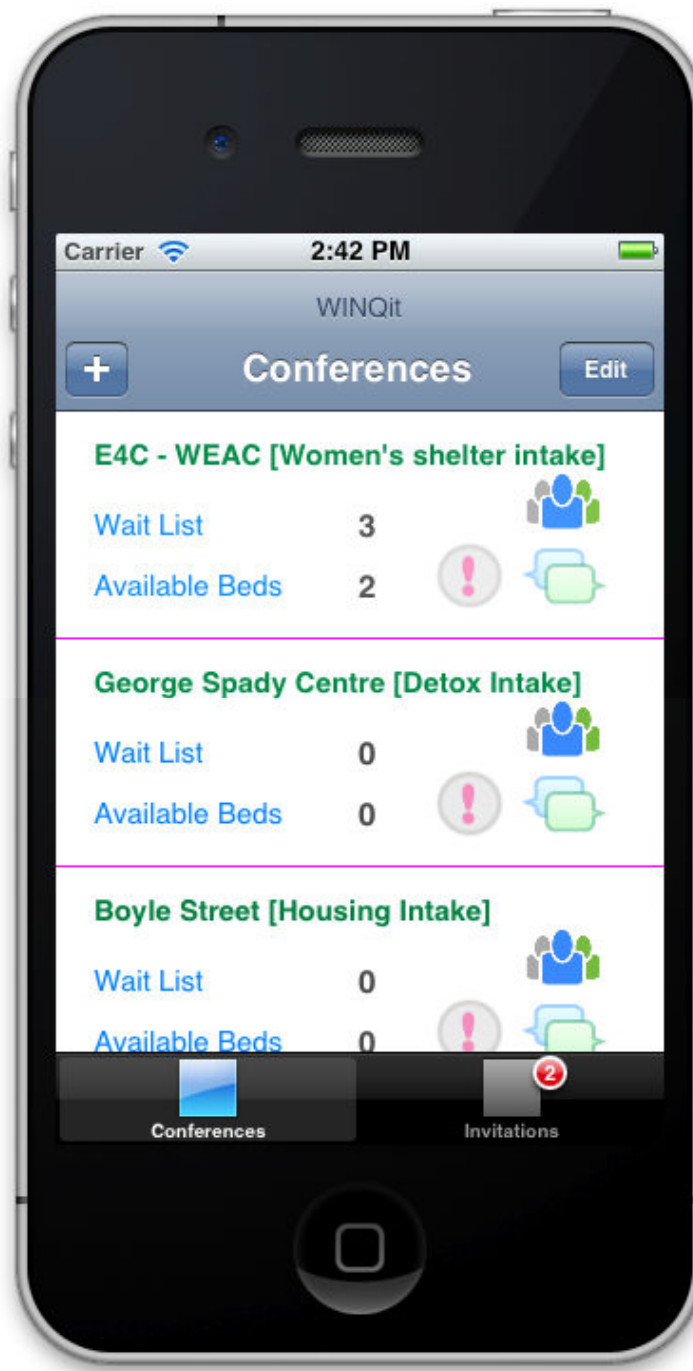 Carrier 2:42 PM
WINQit
+ Conferences Edit
E4C - WEAC [Women's shelter intake]
Wait List 3
Available Beds 2
!
George Spady Centre [Detox Intake]
Wait List 0
Available Beds 0
!
Boyle Street [Housing Intake]
Wait List 0
Available Beds 0
!
2
Conferences Invitations